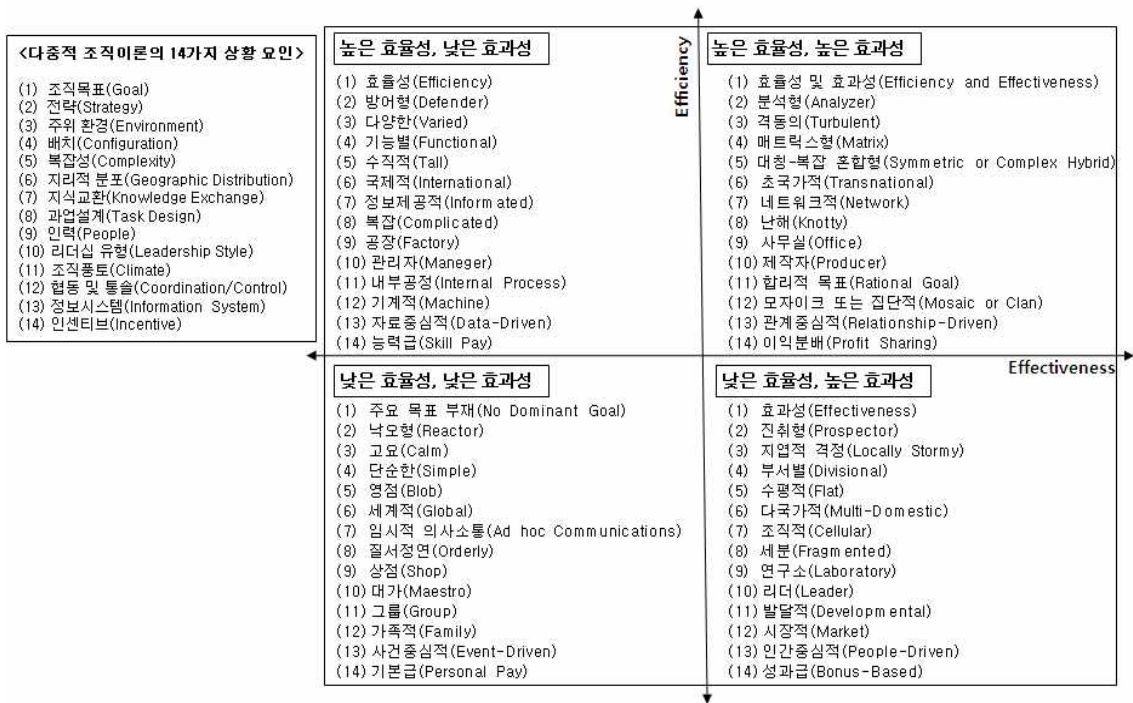 <다중적 조직이론의 14가지 상황 요인>
(1) 조직목표(Goal)
(2) 전략(Strategy)
(3) 주위 환경(Environment)
(4) 배치(Configuration)
(5) 복잡성(Complexity)
(6) 지리적 분포(Geographic Distribution)
(7) 지식교환(Knowledge Exchange)
(8) 과업설계(Task Design)
(9) 인력(People)
(10) 리더십 유형(Leadership Style)
(11) 조직풍토(Climate)
(12) 협동 및 통솔(Coordination/Control)
(13) 정보시스템(Information System)
(14) 인센티브(Incentive)
높은 효율성, 낮은 효과성
(1) 효율성(Efficiency)
(2) 방어형(Defender)
(3) 다양한(Varied)
(4) 기능별(Functional)
(5) 수직적(Tall)
(6) 국제적(International)
(7) 정보제공적(Informated)
(8) 복잡(Complicated)
(9) 공장(Factory)
(10) 관리자(Maneger)
(11) 내부공정(Internal Process)
(12) 기계적(Machine)
(13) 자료중심적(Data-Driven)
(14) 능력급(Skill Pay)
Efficiency
높은 효율성, 높은 효과성
(1) 효율성 및 효과성(Efficiency and Effectiveness)
(2) 분석형(Analyzer)
(3) 격동의(Turbulent)
(4) 매트릭스형(Matrix)
(5) 대칭-복잡 혼합형(Symmetric or Complex Hybrid)
(6) 초국가적(Transnational)
(7) 네트워크적(Network)
(8) 난해(Knotty)
(9) 사무실(Office)
(10) 제작자(Producer)
(11) 합리적 목표(Rational Goal)
(12) 모자이크 또는 집단적(Mosaic or Clan)
(13) 관계중심적(Relationship-Driven)
(14) 이익분배(Profit Sharing)
Effectiveness
낮은 효율성, 낮은 효과성
(1) 주요 목표 부재(No Dominant Goal)
(2) 낙오형(Reactor)
(3) 고요(Calm)
(4) 단순한(Simple)
(5) 영점(Blob)
(6) 세계적(Global)
(7) 임시적 의사소통(Ad hoc Communications)
(8) 질서정연(Orderly)
(9) 상점(Shop)
(10) 대가(Maestro)
(11) 그룹(Group)
(12) 가족적(Family)
(13) 사건중심적(Event-Driven)
(14) 기본급(Personal Pay)
낮은 효율성, 높은 효과성
(1) 효과성(Effectiveness)
(2) 진취형(Prospector)
(3) 지엽적 격정(Locally Stormy)
(4) 부서별(Divisional)
(5) 수평적(Flat)
(6) 다국가적(Multi-Domestic)
(7) 조직적(Cellular)
(8) 세분(Fragmented)
(9) 연구소(Laboratory)
(10) 리더(Leader)
(11) 발달적(Developmental)
(12) 시장적(Market)
(13) 인간중심적(People-Driven)
(14) 성과급(Bonus-Based)